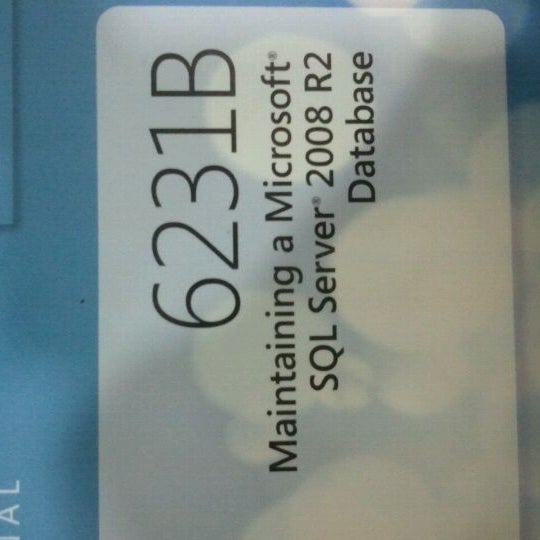 6231B
Maintaining a Microsoft®
SQL Server® 2008 R2
Database